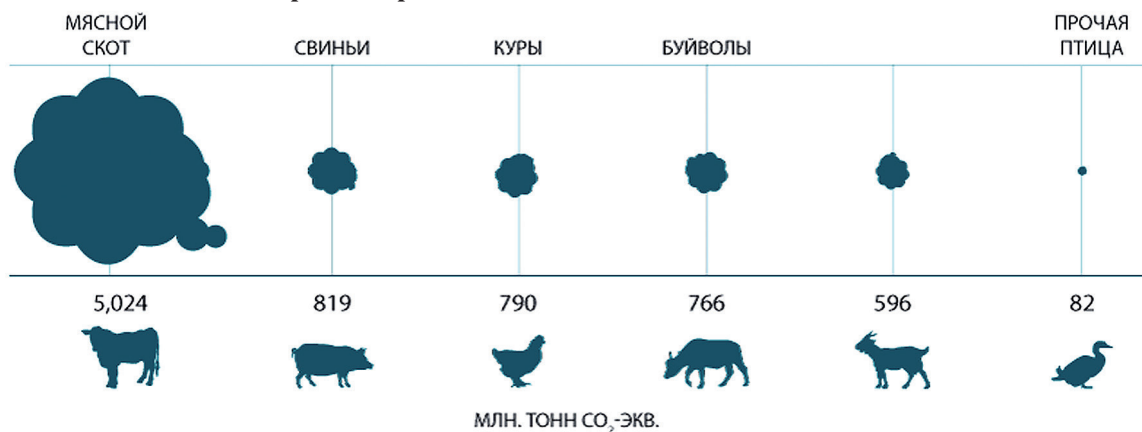 МЯСНОЙ
СКОТ
СВИНЬИ
КУРЫ
БУЙВОЛЫ
ПРОЧАЯ
ПТИЦА
5,024
819
790
766
596
82
МЛН. ТОНН CO₂-ЭКВ.